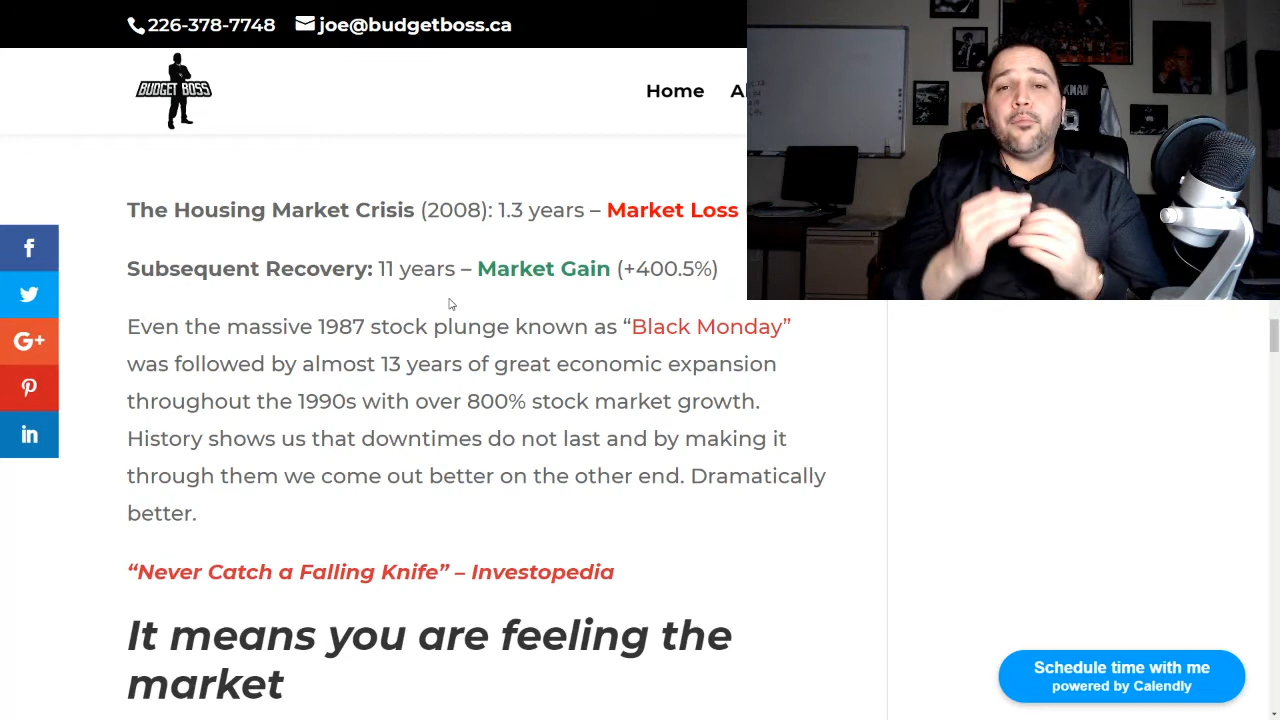 226-378-7748 joe@budgetboss.ca
BUDGET BOSS
Home A
The Housing Market Crisis (2008): 1.3 years – Market Loss
Subsequent Recovery: 11 years – Market Gain (+400.5%)
Even the massive 1987 stock plunge known as “Black Monday”
was followed by almost 13 years of great economic expansion
throughout the 1990s with over 800% stock market growth.
History shows us that downtimes do not last and by making it
through them we come out better on the other end. Dramatically
better.
“Never Catch a Falling Knife” – Investopedia
It means you are feeling the
market
f
G+
in
Schedule time with me
powered by Calendly